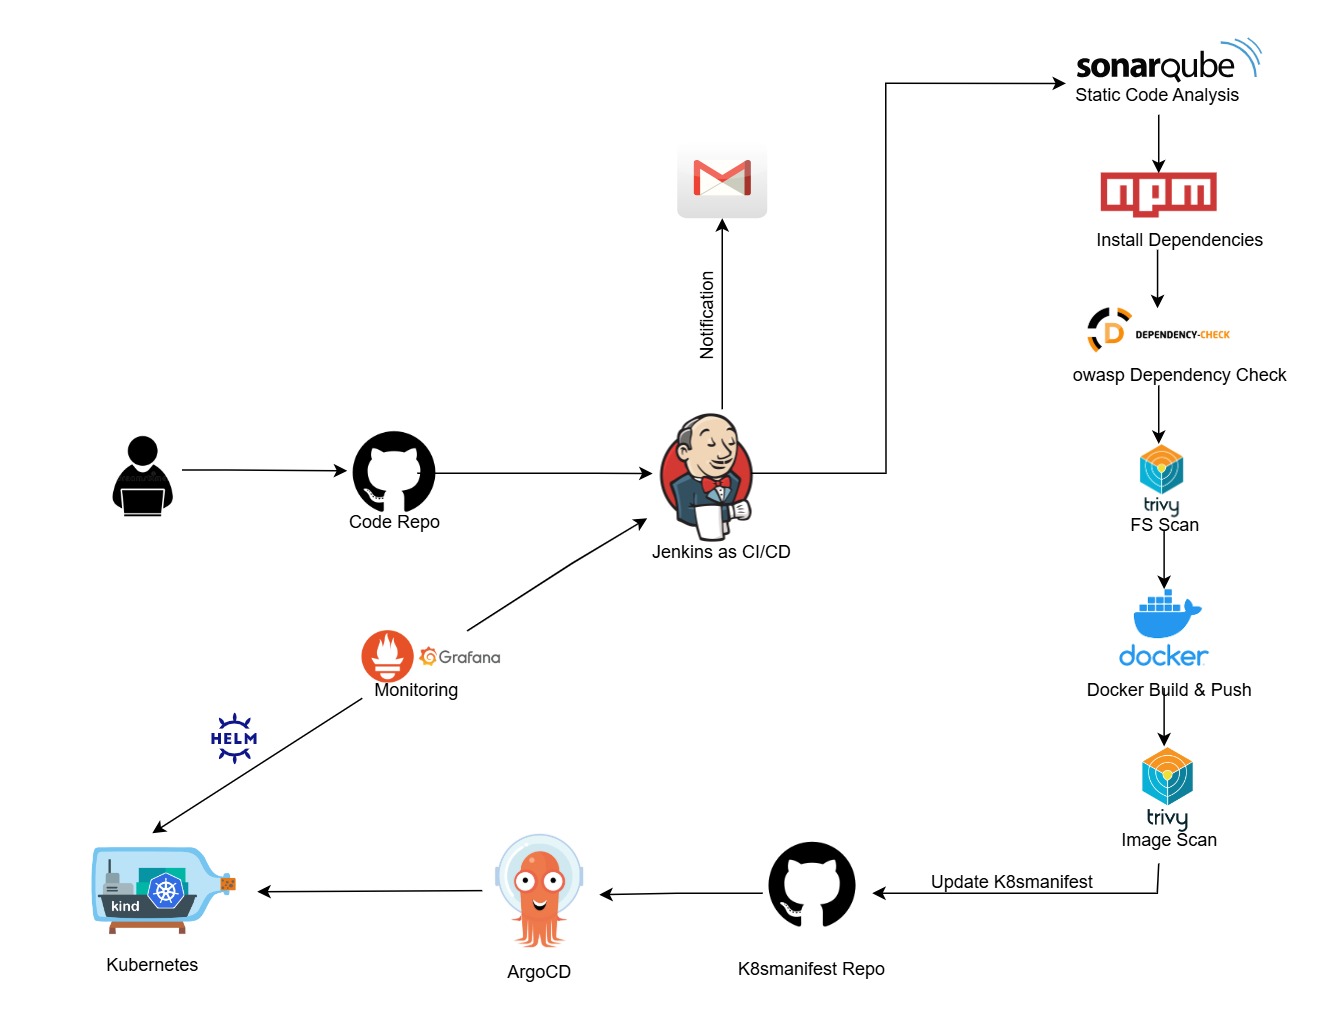 sonarqube
Static Code Analysis
npm
Install Dependencies
D
DEPENDENCY-CHECK
owasp Dependency Check
Notification
Code Repo
Jenkins as CI/CD
trivy
FS Scan
docker
Docker Build & Push
Grafana
Monitoring
HELM
trivy
Image Scan
Update K8smanifest
kind
Kubernetes
ArgoCD
K8smanifest Repo